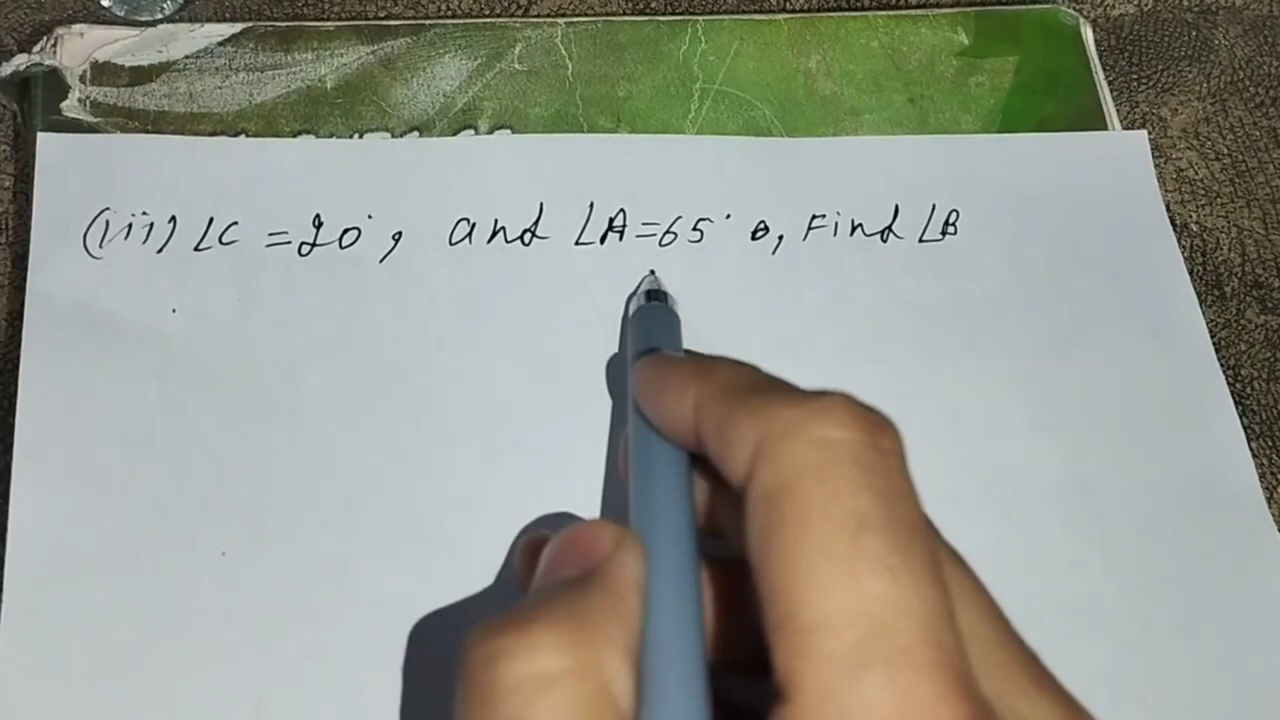 (iii) ∠C = 20°, and ∠A = 65° , Find ∠B